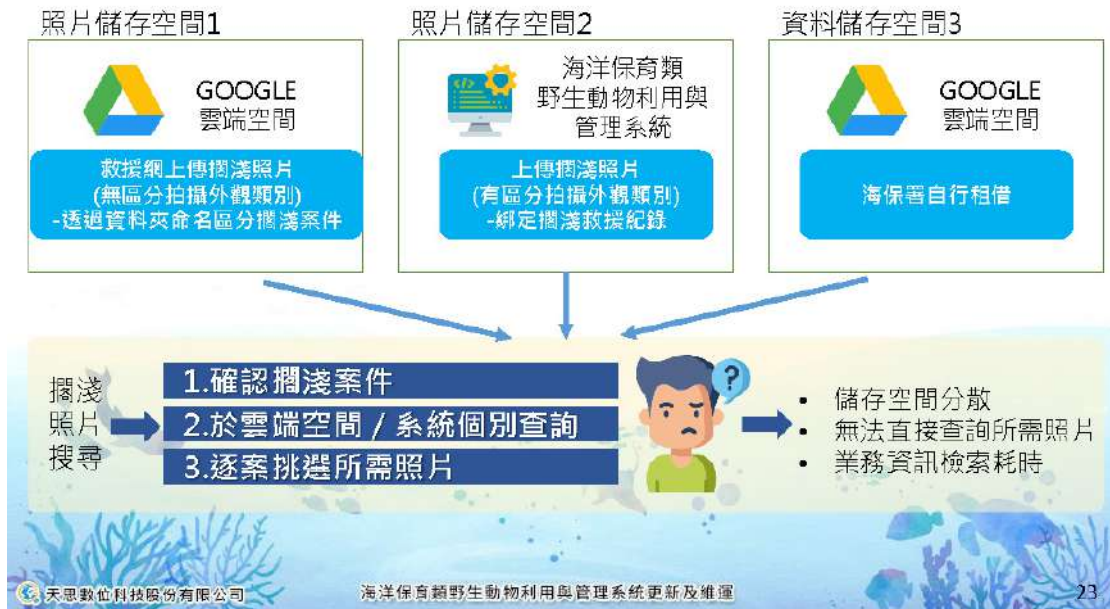 照片儲存空間1
照片儲存空間2
資料儲存空間3
GOOGLE
雲端空間
海洋保育類
野生動物利用與
管理系統
GOOGLE
雲端空間
救援網上傳擱淺照片
(無區分拍攝外觀類別)
-透過資料夾命名區分擱淺案件
上傳擱淺照片
(有區分拍攝外觀類別)
-綁定擱淺救援紀錄
海保署自行租借
擱淺
照片
搜尋
1.確認擱淺案件
2.於雲端空間 / 系統個別查詢
3.逐案挑選所需照片
?
• 儲存空間分散
• 無法直接查詢所需照片
• 業務資訊檢索耗時
天思數位科技股份有限公司
海洋保育類野生動物利用與管理系統更新及維運
23